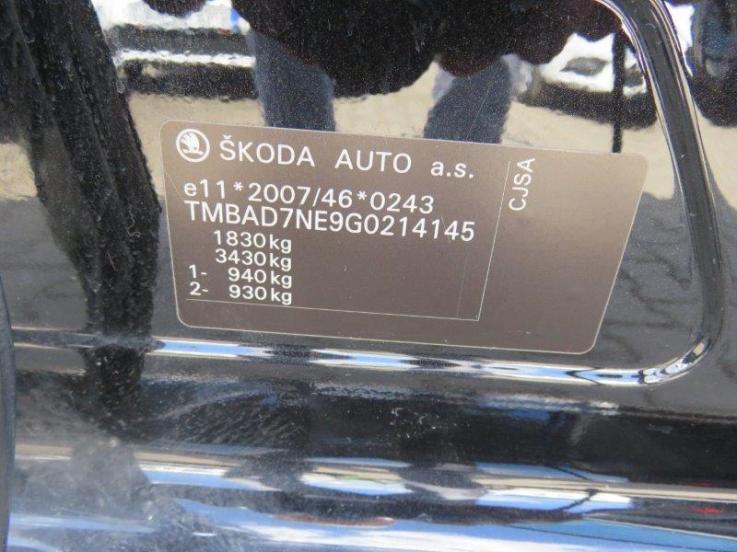 ŠKODA AUTO a.s.
e11*2007/46*0243
TMBAD7NE9G0214145
1830kg
3430kg
1- 940kg
2- 930kg
CJSA